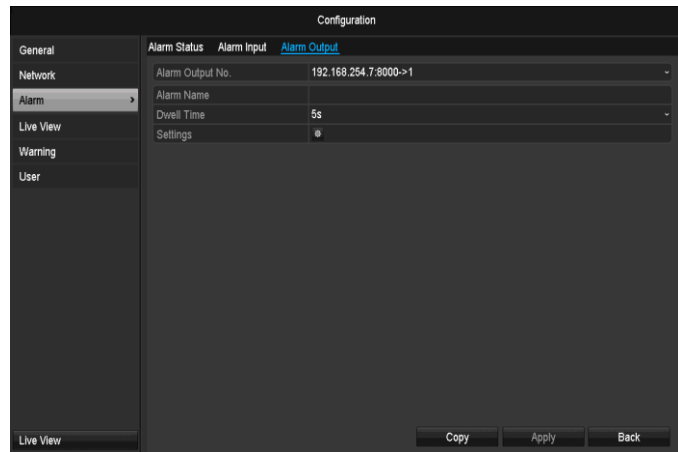 Configuration
General
Network
Alarm
Live View
Warning
User
Live View
Alarm Status Alarm Input Alarm Output
Alarm Output No. 192.168.254.7:8000->1
Alarm Name
Dwell Time 5s
Settings
Copy Apply Back